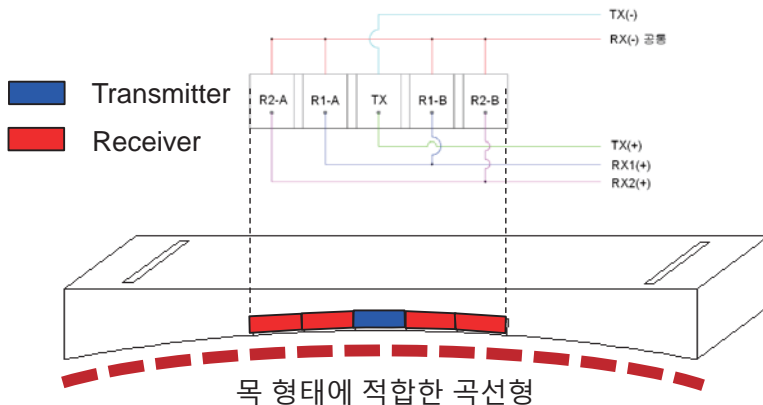 TX(-)
RX(-) 공통
R2-A R1-A TX R1-B R2-B
Transmitter
Receiver
TX(+)
RX1(+)
RX2(+)
목 형태에 적합한 곡선형